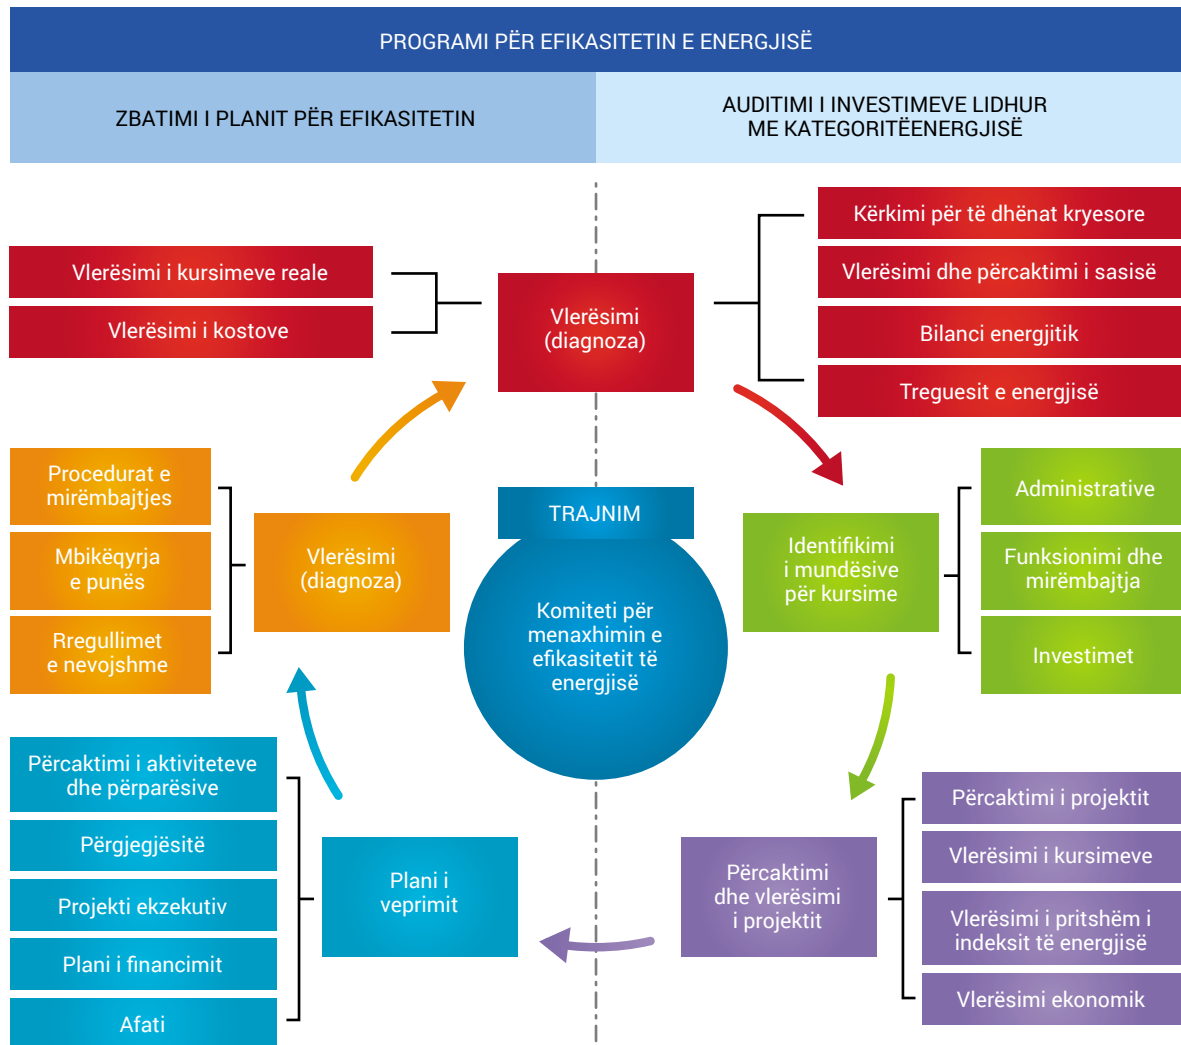 PROGRAMI PËR EFIKASITETIN E ENERGJISË
ZBATIMI I PLANIT PËR EFIKASITETIN
AUDITIMI I INVESTIMEVE LIDHUR
ME KATEGORITËENERGJISË
Vlerësimi i kursimeve reale
Vlerësimi i kostove
Vlerësimi
(diagnoza)
Kërkimi për të dhënat kryesore
Vlerësimi dhe përcaktimi i sasisë
Bilanci energjitik
Treguesit e energjisë
Procedurat e
mirëmbajtjes
Mbikëqyrja
e punës
Rregullimet
e nevojshme
Vlerësimi
(diagnoza)
TRAJNIM
Komiteti për
menaxhimin e
efikasitetit të
energjisë
Identifikimi
i mundësive
për kursime
Administrative
Funksionimi dhe
mirëmbajtja
Investimet
Përcaktimi i aktiviteteve
dhe përparësive
Përgjegjësitë
Projekti ekzekutiv
Plani i financimit
Afati
Plani i
veprimit
Përcaktimi
dhe vlerësimi
i projektit
Përcaktimi i projektit
Vlerësimi i kursimeve
Vlerësimi i pritshëm i
indeksit të energjisë
Vlerësimi ekonomik